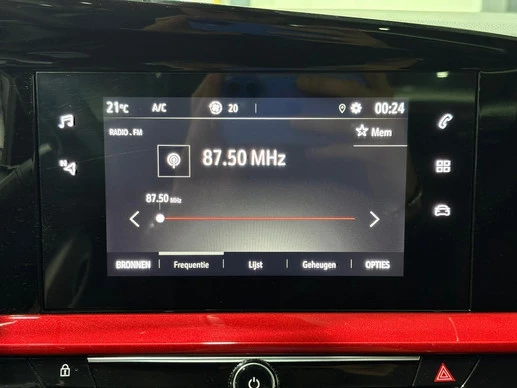 21°C A/C 20 00:24
RADIO . FM
Mem
87.50 MHz
87.50 MHz
BRONNEN Frequentie Lijst Geheugen OPTIES